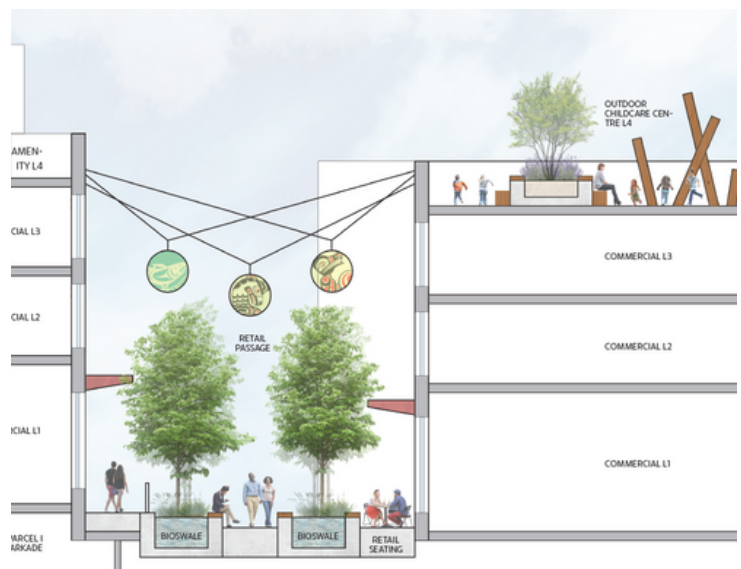 OUTDOOR
CHILDCARE CEN-
TRE L4
AMEN-
ITY L4
CIAL L3
COMMERCIAL L3
CIAL L2
RETAIL
PASSAGE
COMMERCIAL L2
CIAL L1
COMMERCIAL L1
PARCEL I
ARKADE
BIOSWALE
BIOSWALE
RETAIL
SEATING